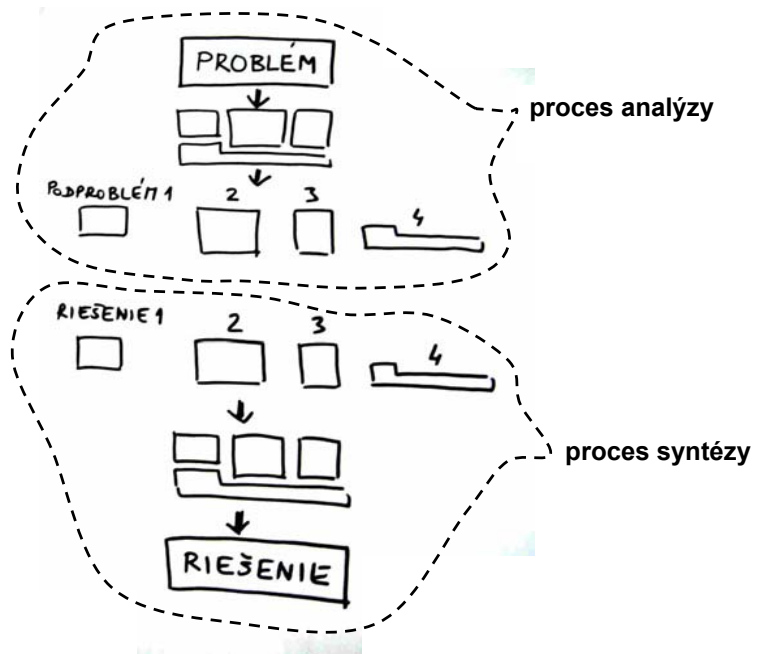 PROBLÉM
proces analýzy
PODPROBLÉM 1 2 3 4
RIEŠENIE 1 2 3 4
proces syntézy
RIEŠENIE